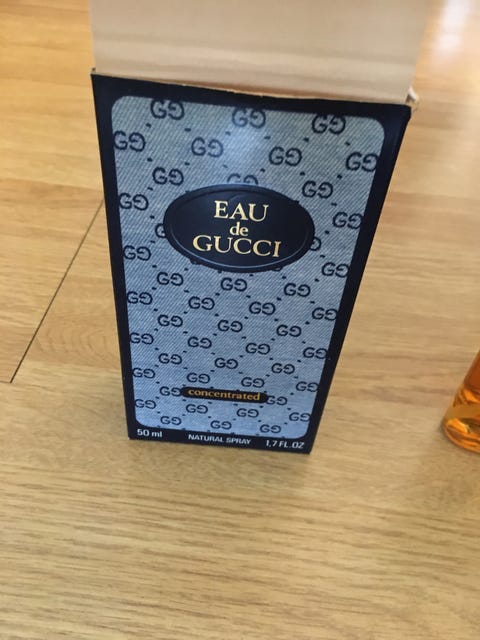 EAU
de
GUCCI
concentrated
50 ml NATURAL SPRAY 1,7 FL.OZ